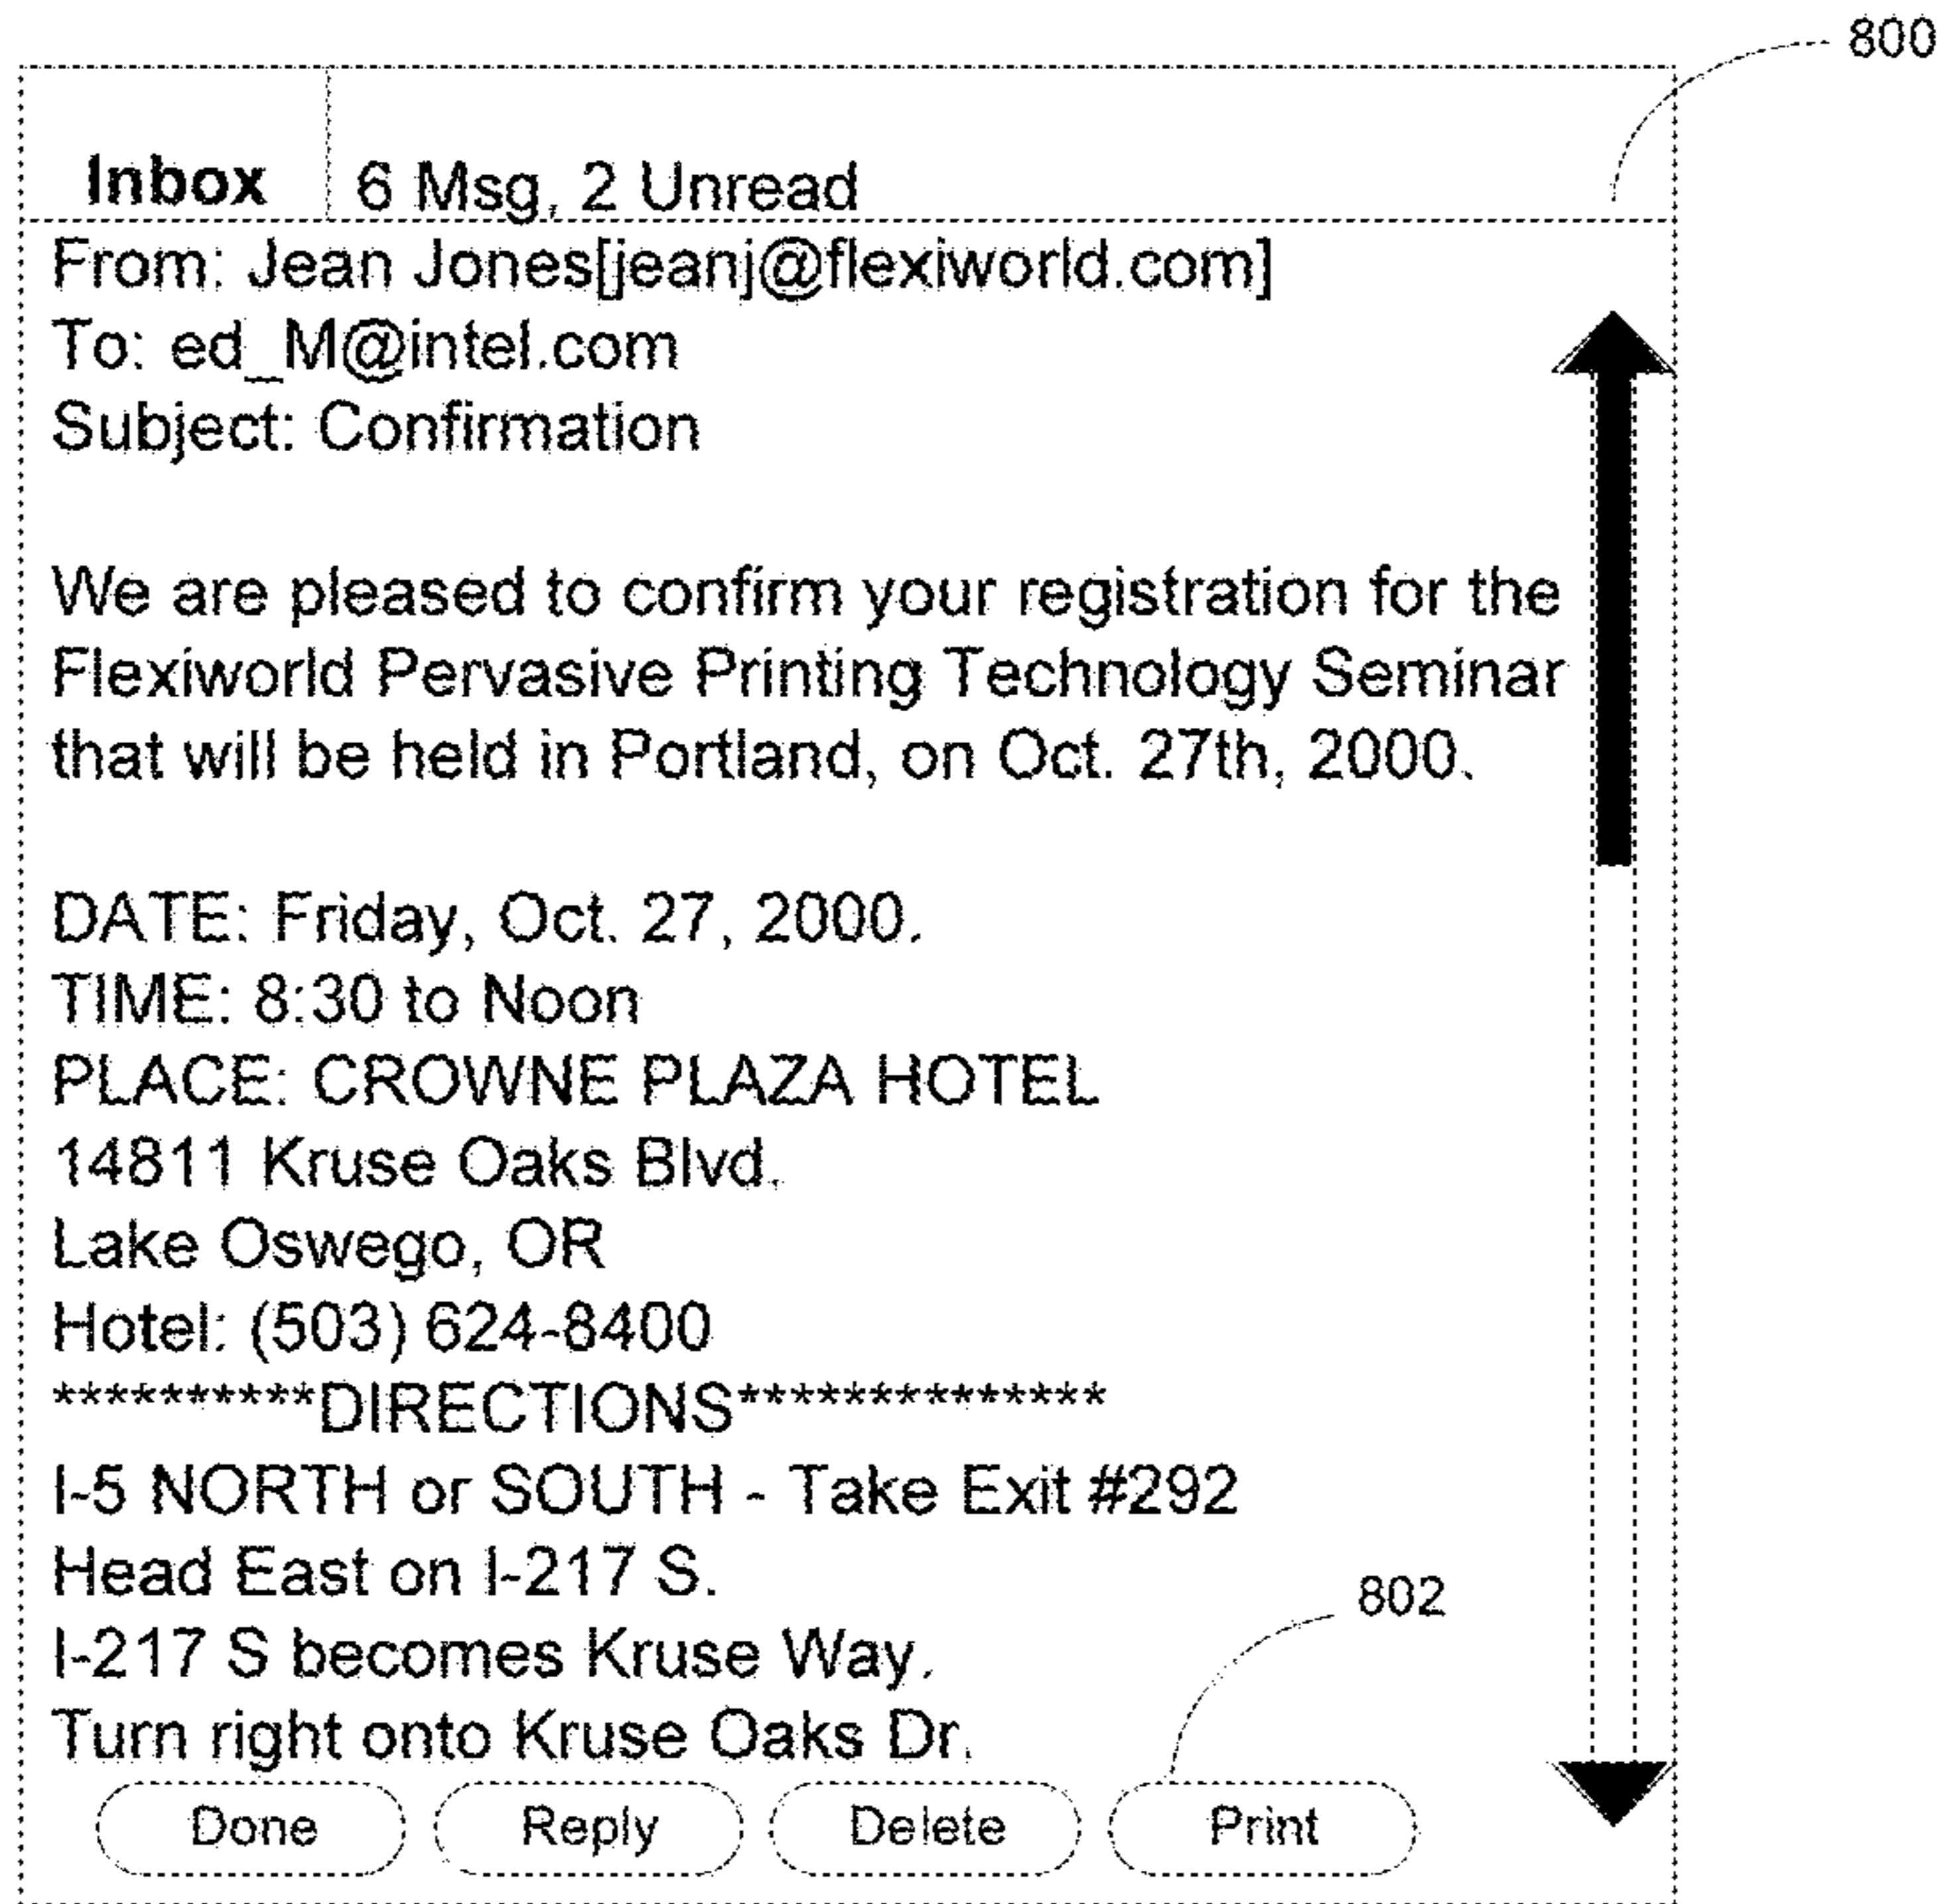 800
Inbox 6 Msg, 2 Unread
From: Jean Jones[jeanj@flexiworld.com]
To: ed_M@intel.com
Subject: Confirmation
We are pleased to confirm your registration for the
Flexiworld Pervasive Printing Technology Seminar
that will be held in Portland, on Oct. 27th, 2000.
DATE: Friday, Oct. 27, 2000.
TIME: 8:30 to Noon
PLACE: CROWNE PLAZA HOTEL
14811 Kruse Oaks Blvd.
Lake Oswego, OR
Hotel: (503) 624-8400
**********DIRECTIONS**************
I-5 NORTH or SOUTH - Take Exit #292
Head East on I-217 S.
802
I-217 S becomes Kruse Way.
Turn right onto Kruse Oaks Dr.
Done Reply Delete Print